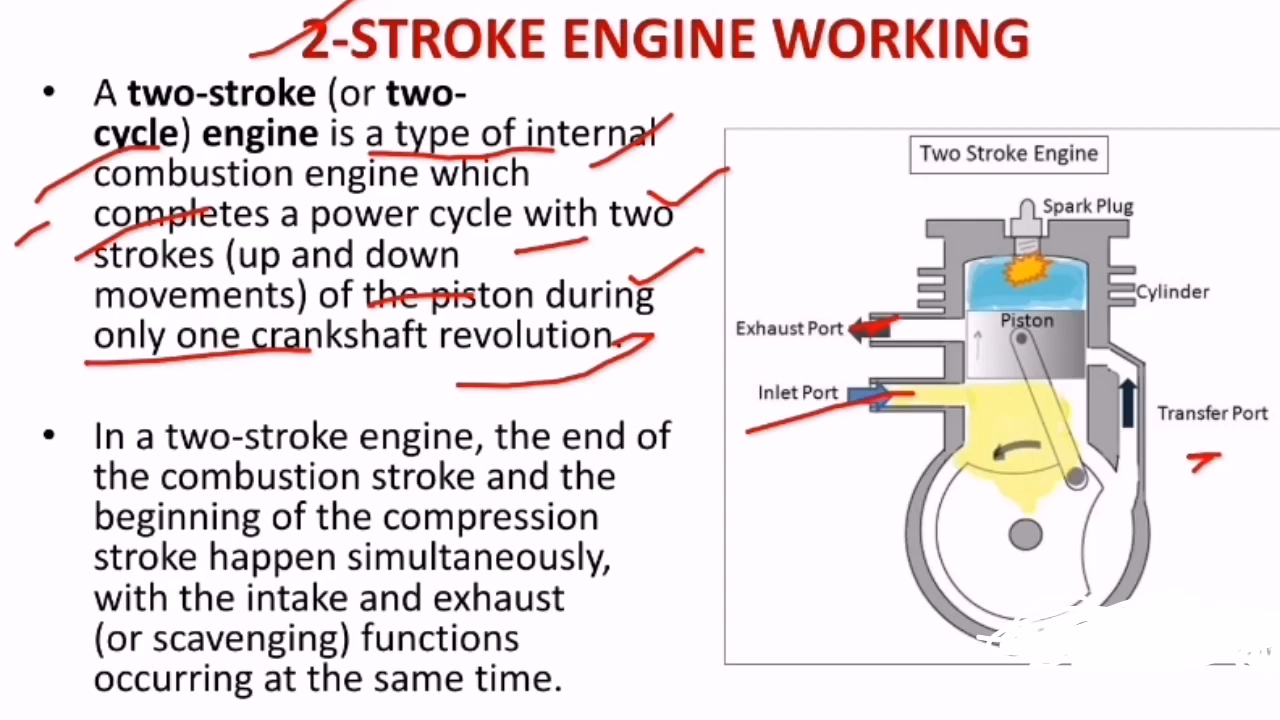 2-STROKE ENGINE WORKING
• A two-stroke (or two-
cycle) engine is a type of internal
combustion engine which
completes a power cycle with two
strokes (up and down
movements) of the piston during
only one crankshaft revolution.
• In a two-stroke engine, the end of
the combustion stroke and the
beginning of the compression
stroke happen simultaneously,
with the intake and exhaust
(or scavenging) functions
occurring at the same time.
Two Stroke Engine
Spark Plug
Cylinder
Piston
Exhaust Port
Inlet Port
Transfer Port